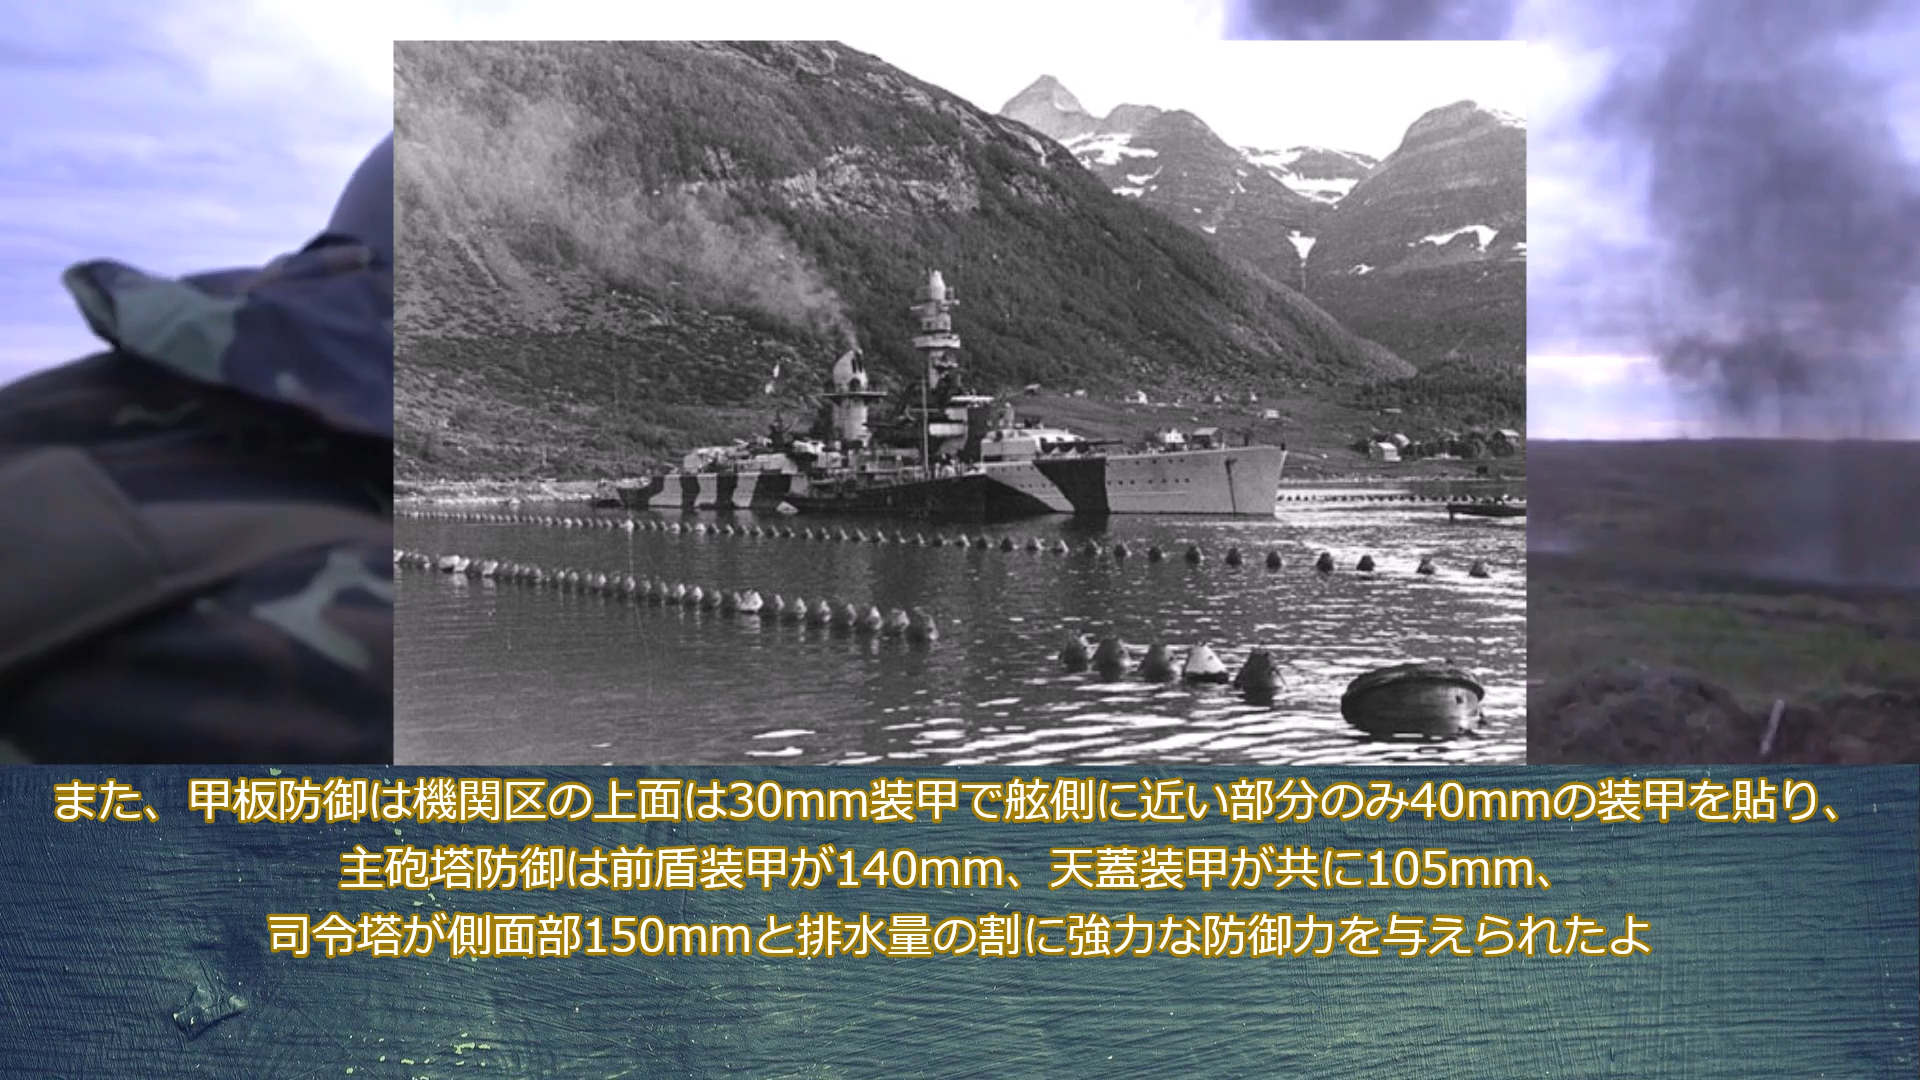 また、甲板防御は機関区の上面は30mm装甲で舷側に近い部分のみ40mmの装甲を貼り、
主砲塔防御は前盾装甲が140mm、天蓋装甲が共に105mm、
司令塔が側面部150mmと排水量の割に強力な防御力を与えられたよ